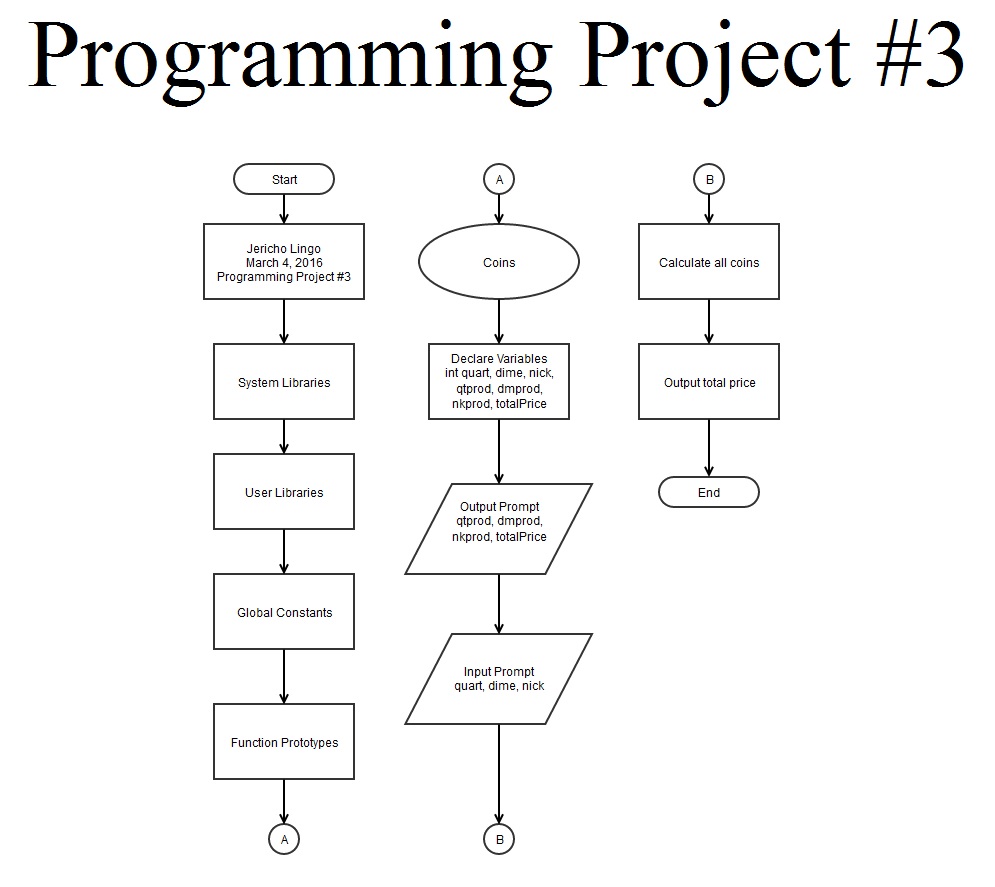 Programming Project #3
Start
Jericho Lingo
March 4, 2016
Programming Project #3
System Libraries
User Libraries
Global Constants
Function Prototypes
A
A
Coins
Declare Variables
int quart, dime, nick,
qtprod, dmprod,
nkprod, totalPrice
Output Prompt
qtprod, dmprod,
nkprod, totalPrice
Input Prompt
quart, dime, nick
B
B
Calculate all coins
Output total price
End